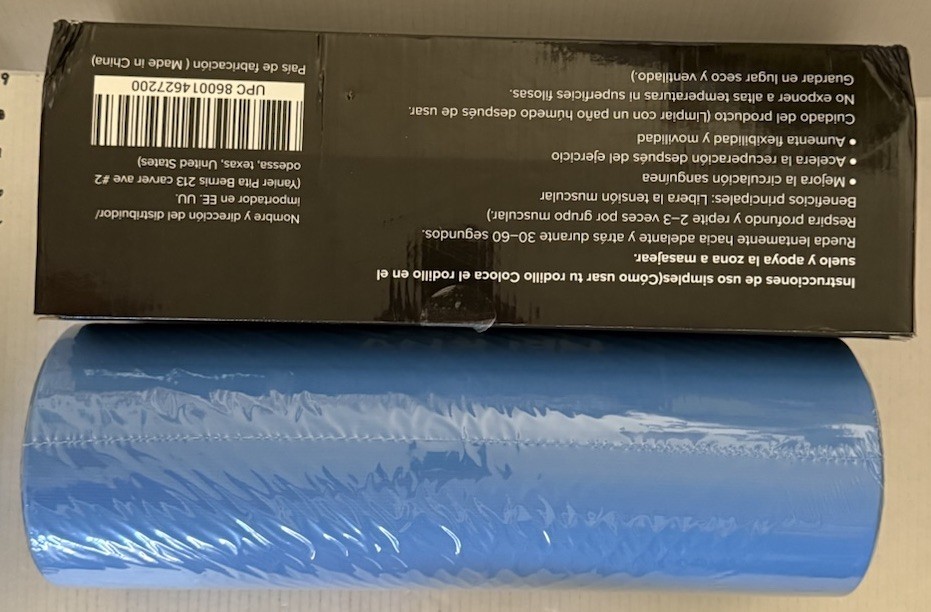 Instrucciones de uso simples(Cómo usar tu rodillo Coloca el rodillo en el
suelo y apoya la zona a masajear.
Rueda lentamente hacia adelante y atrás durante 30–60 segundos.
Respira profundo y repite 2–3 veces por grupo muscular,)
Beneficios principales: Libera la tensión muscular
• Mejora la circulación sanguínea
• Acelera la recuperación después del ejercicio
• Aumenta flexibilidad y movilidad
Cuidado del producto (Limpiar con un paño húmedo después de usar.
No exponer a altas temperaturas ni superficies filosas.
Guardar en lugar seco y ventilado.)
Nombre y dirección del distribuidor/
importador en EE. UU.
(Yanier Pita Bernis 213 carver ave #2
odessa, texas, United States)
UPC 860014627200
País de fabricación ( Made in China)